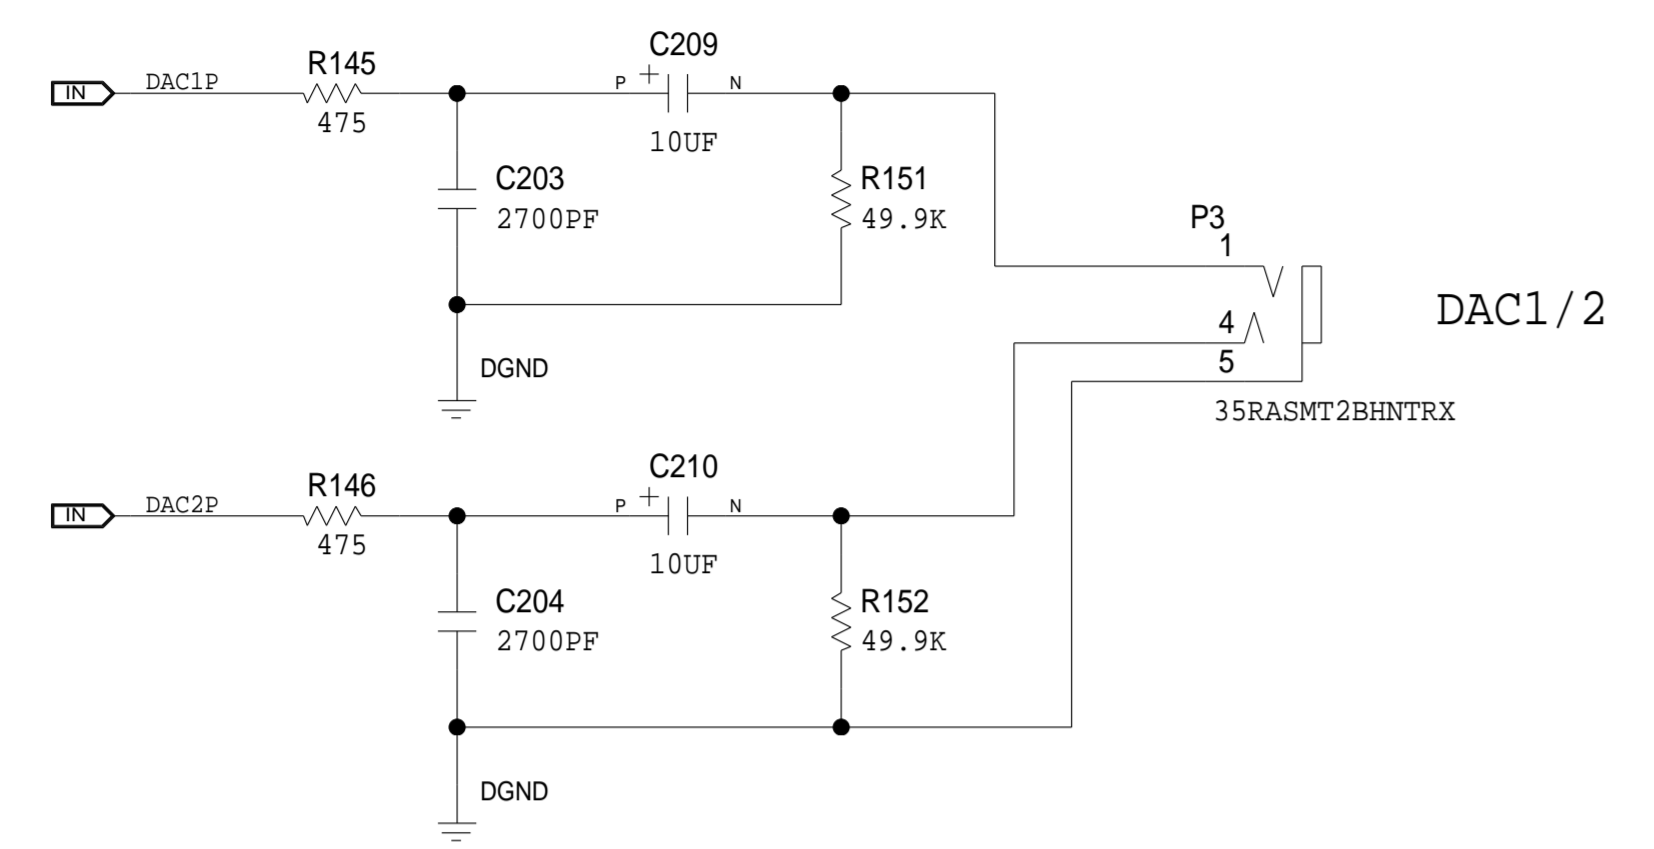 C209
R145
IN
DAC1P
P
+
N
475
10UF
C203
2700PF
R151
49.9K
P3
1
4
5
DAC1/2
35RASMT2BHNTRX
DGND
C210
R146
IN
DAC2P
P
+
N
475
10UF
C204
2700PF
R152
49.9K
DGND